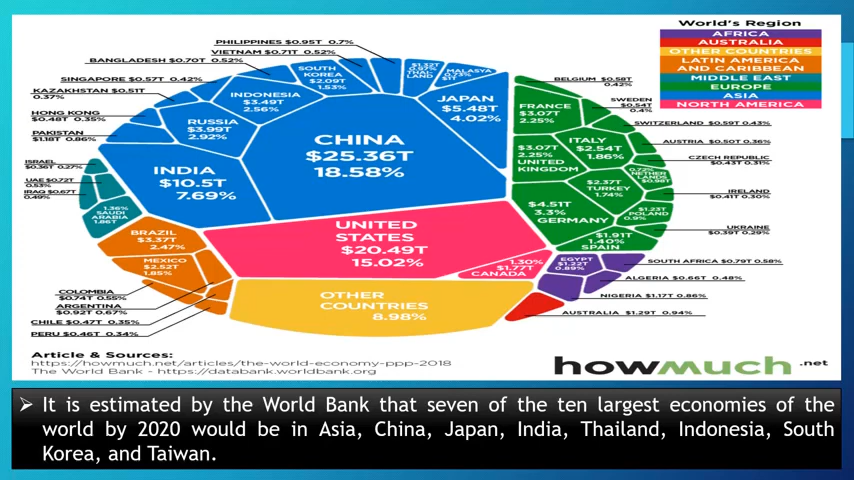 World's Region
AFRICA
AUSTRALIA
OTHER COUNTRIES
LATIN AMERICA
AND CARIBBEAN
MIDDLE EAST
EUROPE
ASIA
NORTH AMERICA
PHILIPPINES $0.95T 0.7%
VIETNAM $0.71T 0.52%
BANGLADESH $0.70T 0.52%
SINGAPORE $0.57T 0.42%
KAZAKHSTAN $0.51T
0.37%
HONG KONG
$0.48T 0.35%
PAKISTAN
$1.18T 0.86%
SOUTH
KOREA
$2.09T
1.53%
$1.32T
0.97%
THAI-
LAND
MALASYA
0.73%
$1T
INDONESIA
$3.49T
2.56%
RUSSIA
$3.99T
2.92%
JAPAN
$5.48T
4.02%
CHINA
$25.36T
18.58%
INDIA
$10.5T
7.69%
ISRAEL
$0.36T 0.27%
UAE $0.72T
0.53%
IRAQ $0.67T
0.49%
1.36%
SAUDI
ARABIA
1.86T
BELGIUM $0.58T
0.42%
SWEDEN
$0.54T
0.4%
SWITZERLAND $0.59T 0.43%
AUSTRIA $0.50T 0.36%
CZECH REPUBLIC
$0.43T 0.31%
IRELAND
$0.41T 0.30%
UKRAINE
$0.39T 0.29%
FRANCE
$3.07T
2.25%
$3.07T
2.25%
UNITED
KINGDOM
ITALY
$2.54T
1.86%
0.72%
NETHER
LANDS
$0.98T
$2.37T
TURKEY
1.74%
$1.23T
POLAND
0.9%
$4.51T
3.3%
GERMANY
$1.91T
1.40%
SPAIN
UNITED
STATES
$20.49T
15.02%
1.30%
$1.77T
CANADA
BRAZIL
$3.37T
2.47%
MEXICO
$2.52T
1.85%
COLOMBIA
$0.74T 0.55%
ARGENTINA
$0.92T 0.67%
CHILE $0.47T 0.35%
PERU $0.46T 0.34%
OTHER
COUNTRIES
8.98%
EGYPT
$1.22T
0.89%
SOUTH AFRICA $0.79T 0.58%
ALGERIA $0.66T 0.48%
NIGERIA $1.17T 0.86%
AUSTRALIA $1.29T 0.94%
Article & Sources:
https://howmuch.net/articles/the-world-economy-ppp-2018
The World Bank - https://databank.worldbank.org
howmuch.net
➢ It is estimated by the World Bank that seven of the ten largest economies of the
world by 2020 would be in Asia, China, Japan, India, Thailand, Indonesia, South
Korea, and Taiwan.